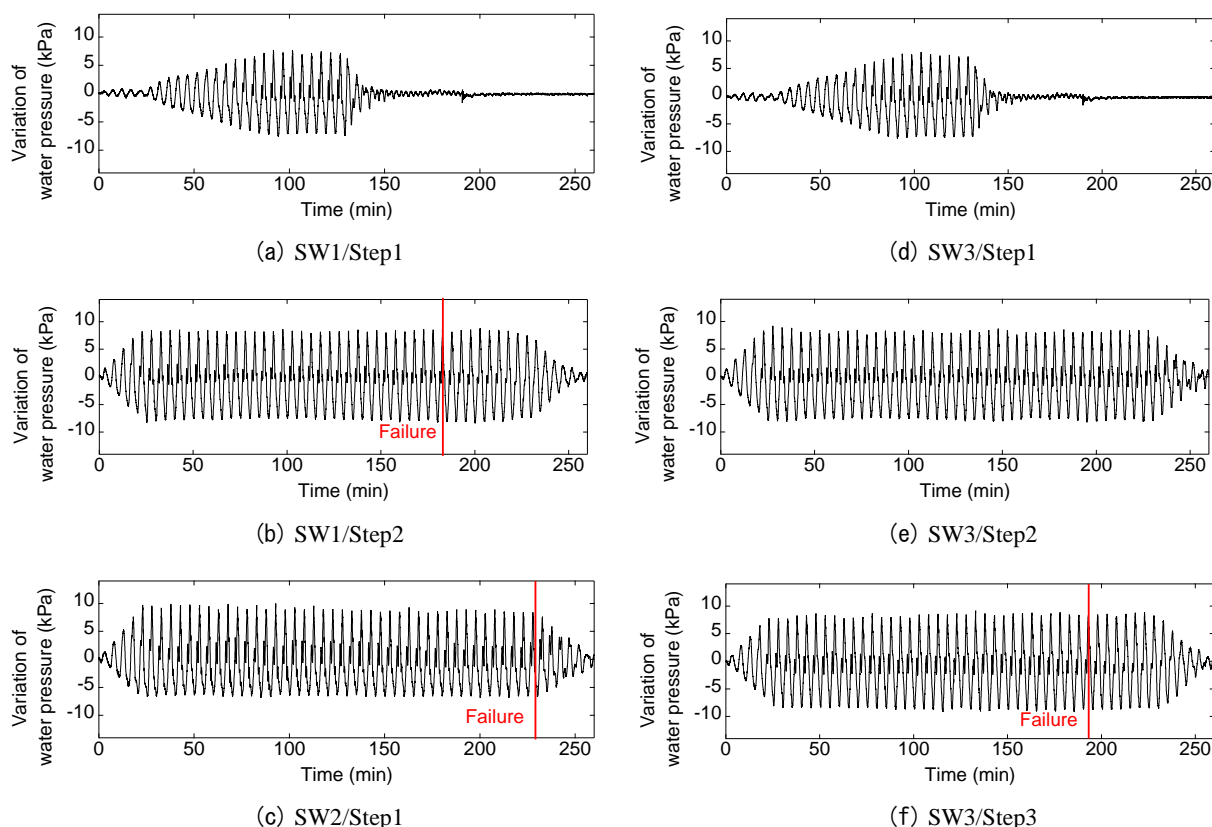 Variation of
water pressure (kPa)
10
5
0
-5
-10
0 50 100 150 200 250
Time (min)
(a) SW1/Step1
Variation of
water pressure (kPa)
10
5
0
-5
-10
0 50 100 150 200 250
Time (min)
(d) SW3/Step1
Variation of
water pressure (kPa)
10
5
0
-5
-10
Failure
0 50 100 150 200 250
Time (min)
(b) SW1/Step2
Variation of
water pressure (kPa)
10
5
0
-5
-10
0 50 100 150 200 250
Time (min)
(e) SW3/Step2
Variation of
water pressure (kPa)
10
5
0
-5
-10
Failure
0 50 100 150 200 250
Time (min)
(c) SW2/Step1
Variation of
water pressure (kPa)
10
5
0
-5
-10
Failure
0 50 100 150 200 250
Time (min)
(f) SW3/Step3